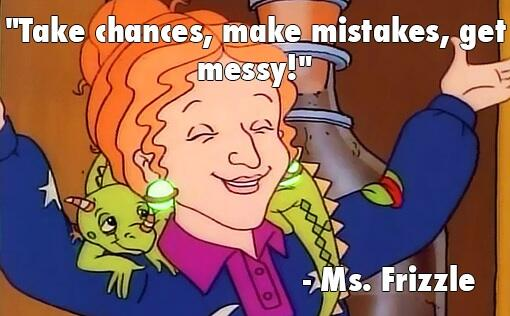 "Take chances, make mistakes, get
messy!"
- Ms. Frizzle